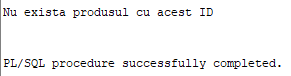 Nu exista produsul cu acest ID
PL/SQL procedure successfully completed.